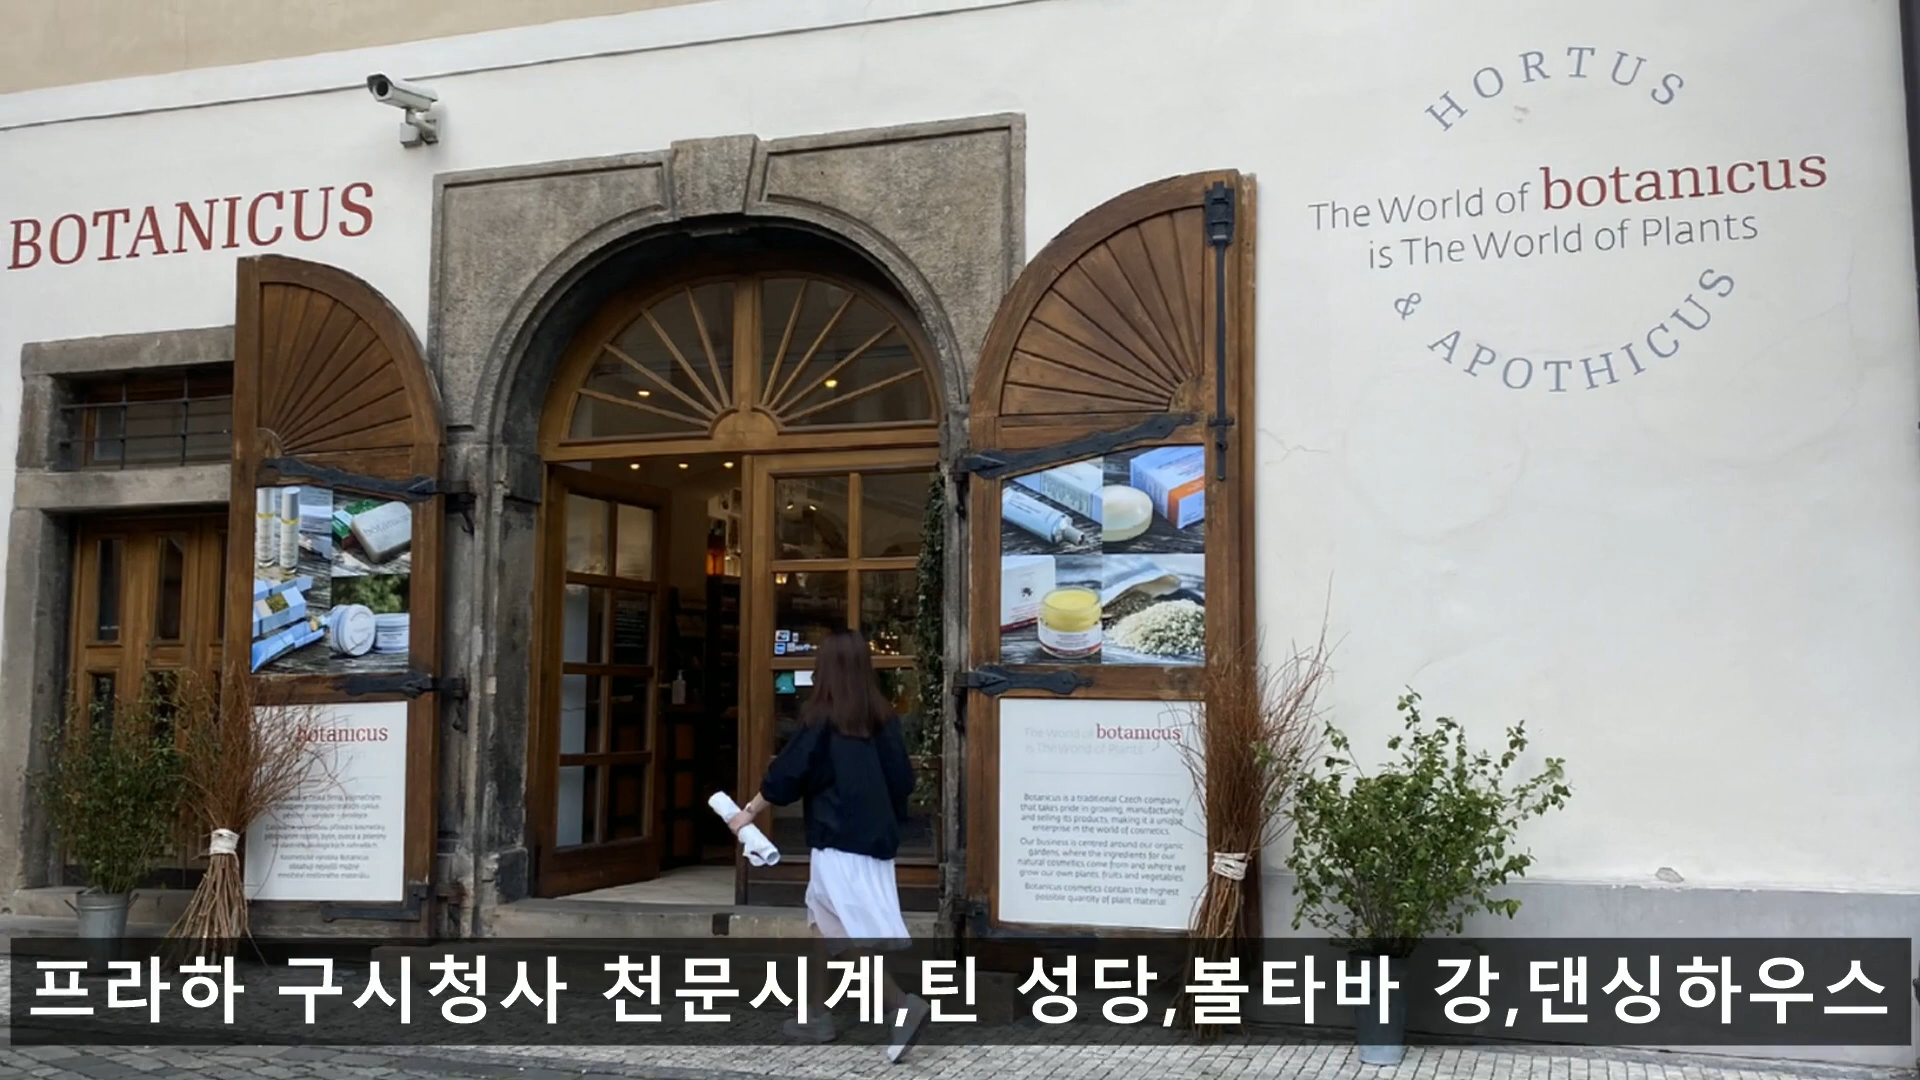 BOTANICUS
HORTUS
The World of botanicus
is The World of Plants
& APOTHICUS
botanicus
botanicus
The World of botanicus
is The World of Plants
Botanicus is a traditional Czech company
that takes pride in growing, manufacturing
and selling its products, making it a unique
enterprise in the world of cosmetics.
Our business is centred around our organic
gardens, where the ingredients for our
natural cosmetics come from and where we
grow our own plants, fruits and vegetables.
Botanicus cosmetics contain the highest
possible quantity of plant material.
프라하 구시청사 천문시계,틴 성당,볼타바 강,댄싱하우스